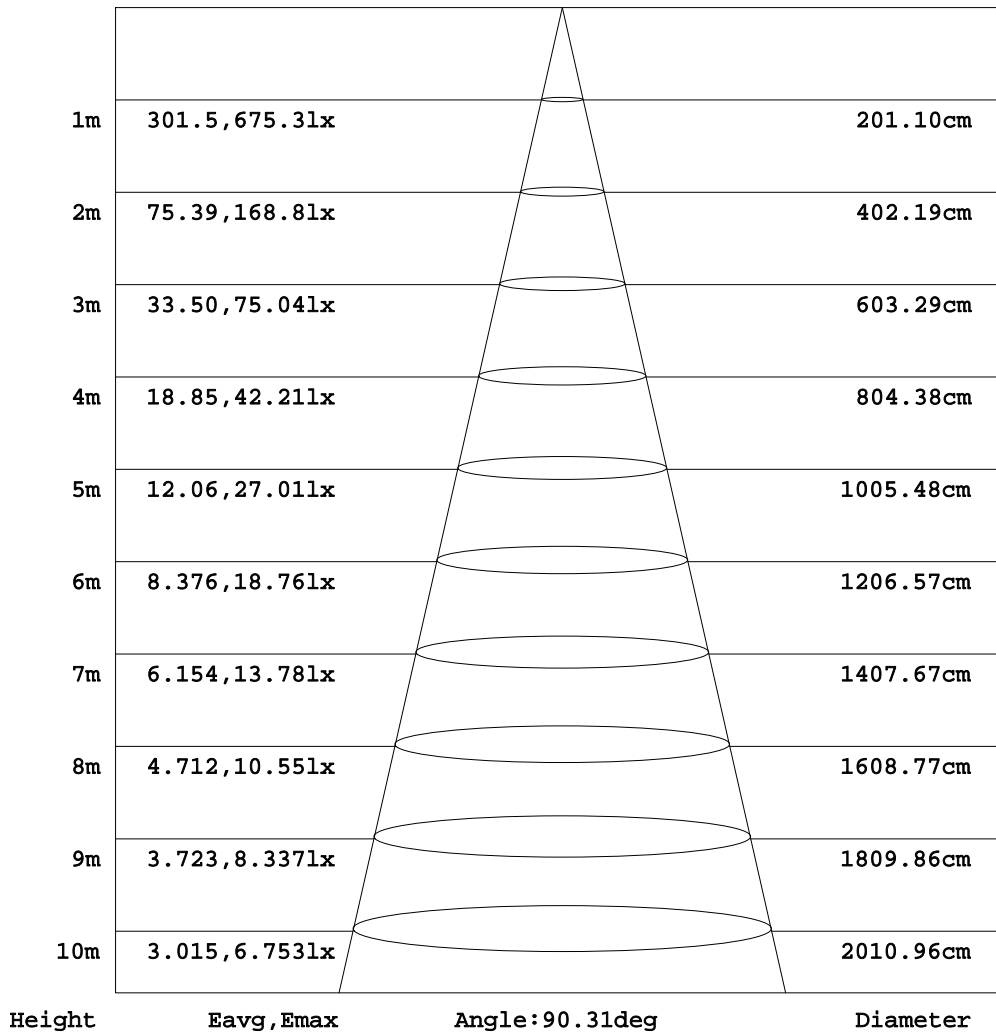 1m 301.5,675.3lx 201.10cm
2m 75.39,168.8lx 402.19cm
3m 33.50,75.04lx 603.29cm
4m 18.85,42.21lx 804.38cm
5m 12.06,27.01lx 1005.48cm
6m 8.376,18.76lx 1206.57cm
7m 6.154,13.78lx 1407.67cm
8m 4.712,10.55lx 1608.77cm
9m 3.723,8.337lx 1809.86cm
10m 3.015,6.753lx 2010.96cm
Height Eavg,Emax Angle:90.31deg Diameter